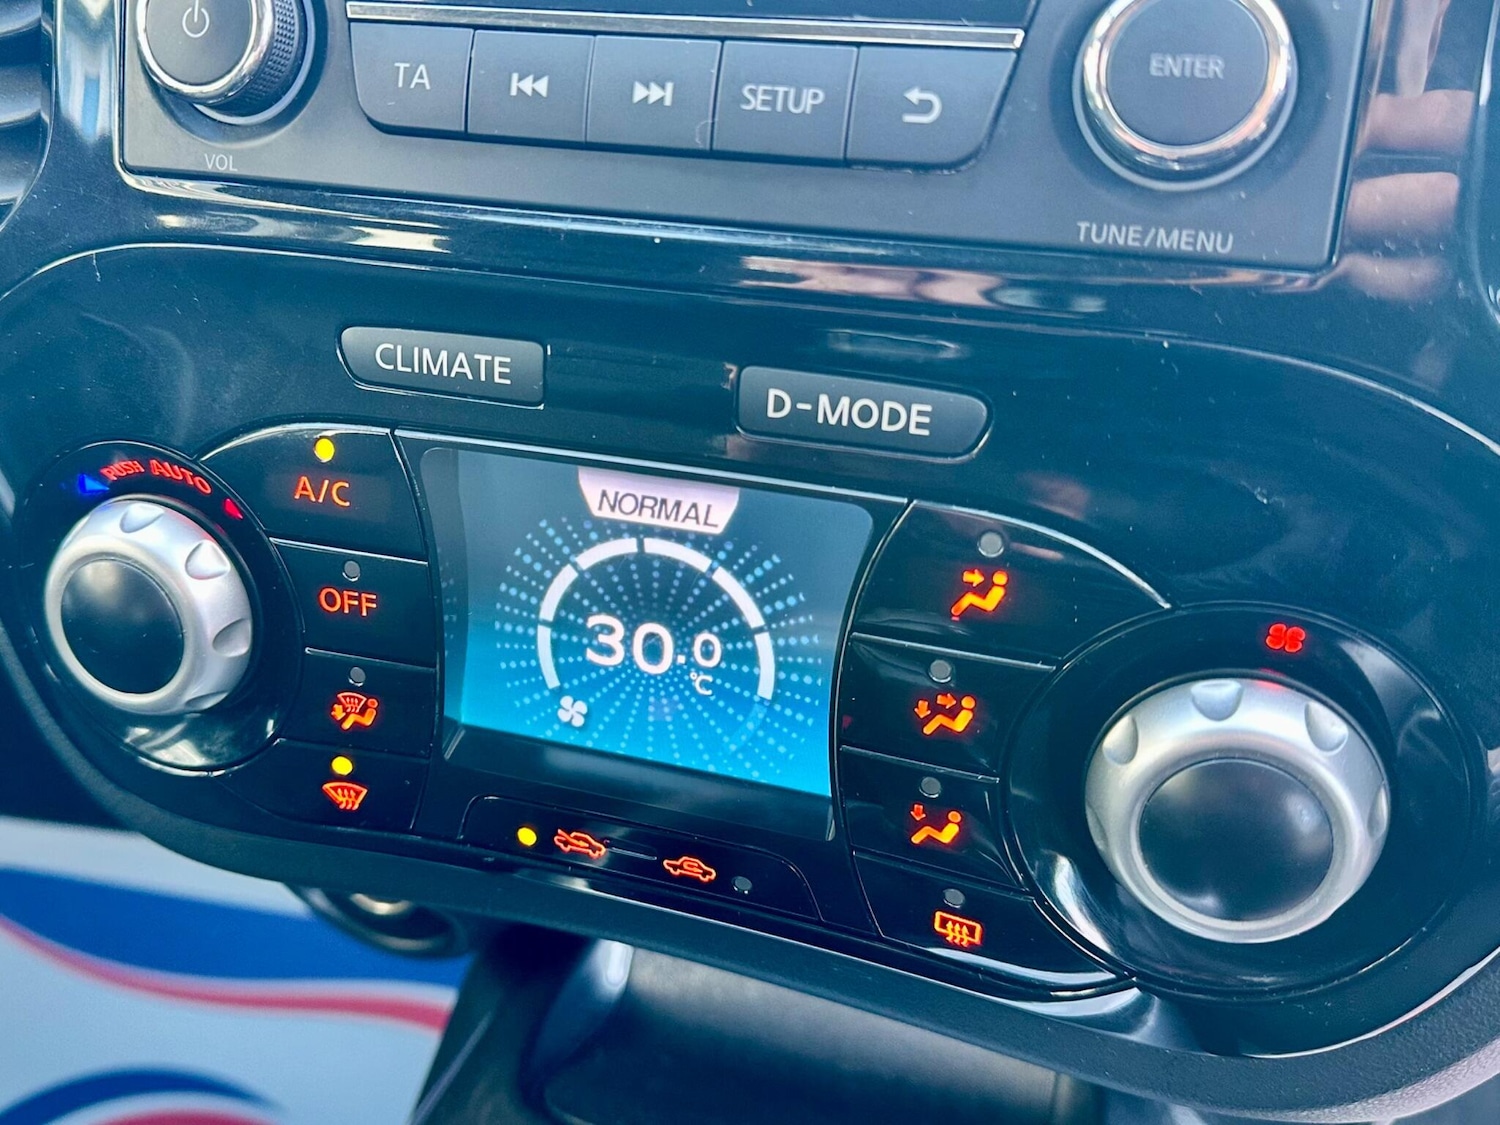 TA
SETUP
ENTER
VOL
TUNE/MENU
CLIMATE
D-MODE
PUSH AUTO
A/C
NORMAL
OFF
30.0
°C